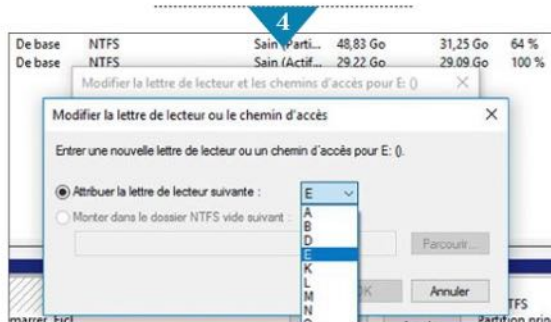 4
De base NTFS Sain (Parti... 48,83 Go 31,25 Go 64 %
De base NTFS Sain (Actif... 29,22 Go 29,09 Go 100 %
Modifier la lettre de lecteur et les chemins d'accès pour E: ()
Modifier la lettre de lecteur ou le chemin d'accès
Entrer une nouvelle lettre de lecteur ou un chemin d'accès pour E: ().
Attribuer la lettre de lecteur suivante : E
Monter dans le dossier NTFS vide suivant :
A
B
D
E
K
L
M
N
Parcourir...
Annuler